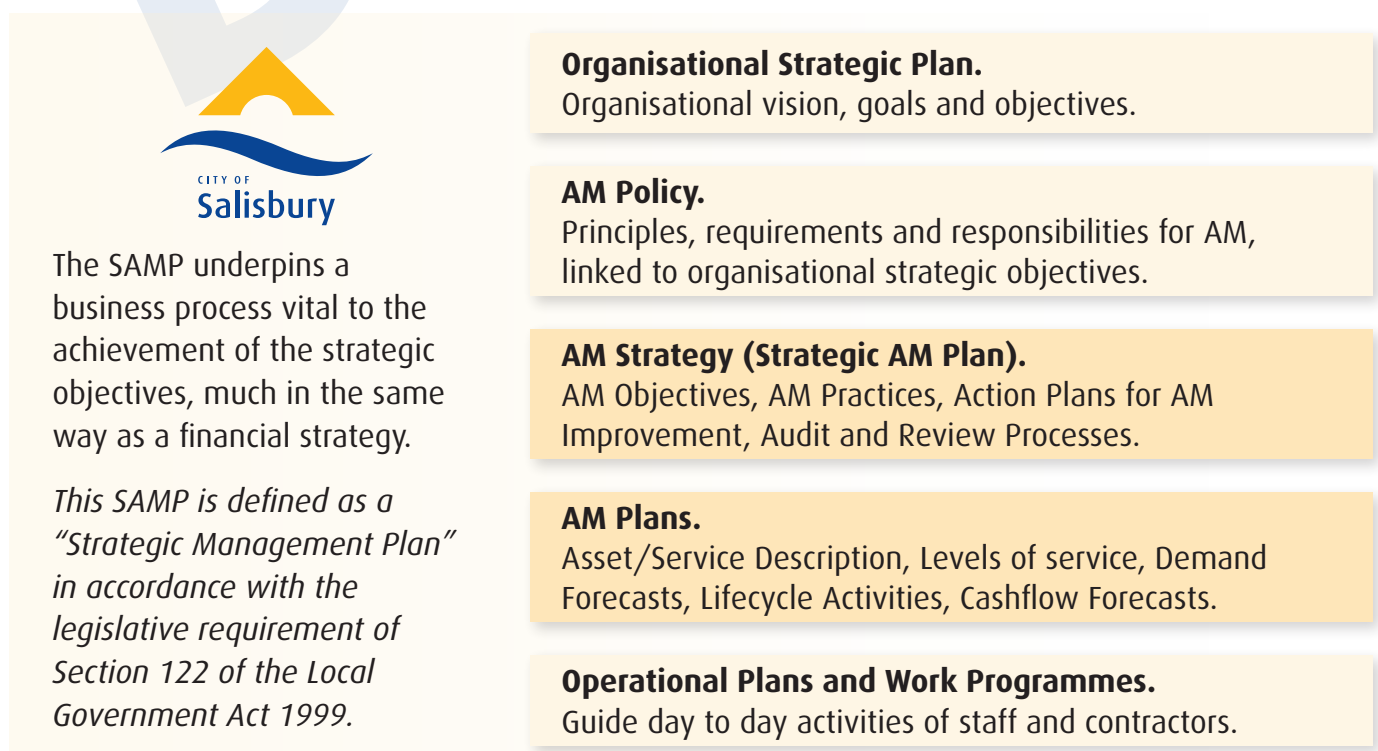 CITY OF
Salisbury
The SAMP underpins a
business process vital to the
achievement of the strategic
objectives, much in the same
way as a financial strategy.
This SAMP is defined as a
“Strategic Management Plan”
in accordance with the
legislative requirement of
Section 122 of the Local
Government Act 1999.
Organisational Strategic Plan.
Organisational vision, goals and objectives.
AM Policy.
Principles, requirements and responsibilities for AM,
linked to organisational strategic objectives.
AM Strategy (Strategic AM Plan).
AM Objectives, AM Practices, Action Plans for AM
Improvement, Audit and Review Processes.
AM Plans.
Asset/Service Description, Levels of service, Demand
Forecasts, Lifecycle Activities, Cashflow Forecasts.
Operational Plans and Work Programmes.
Guide day to day activities of staff and contractors.